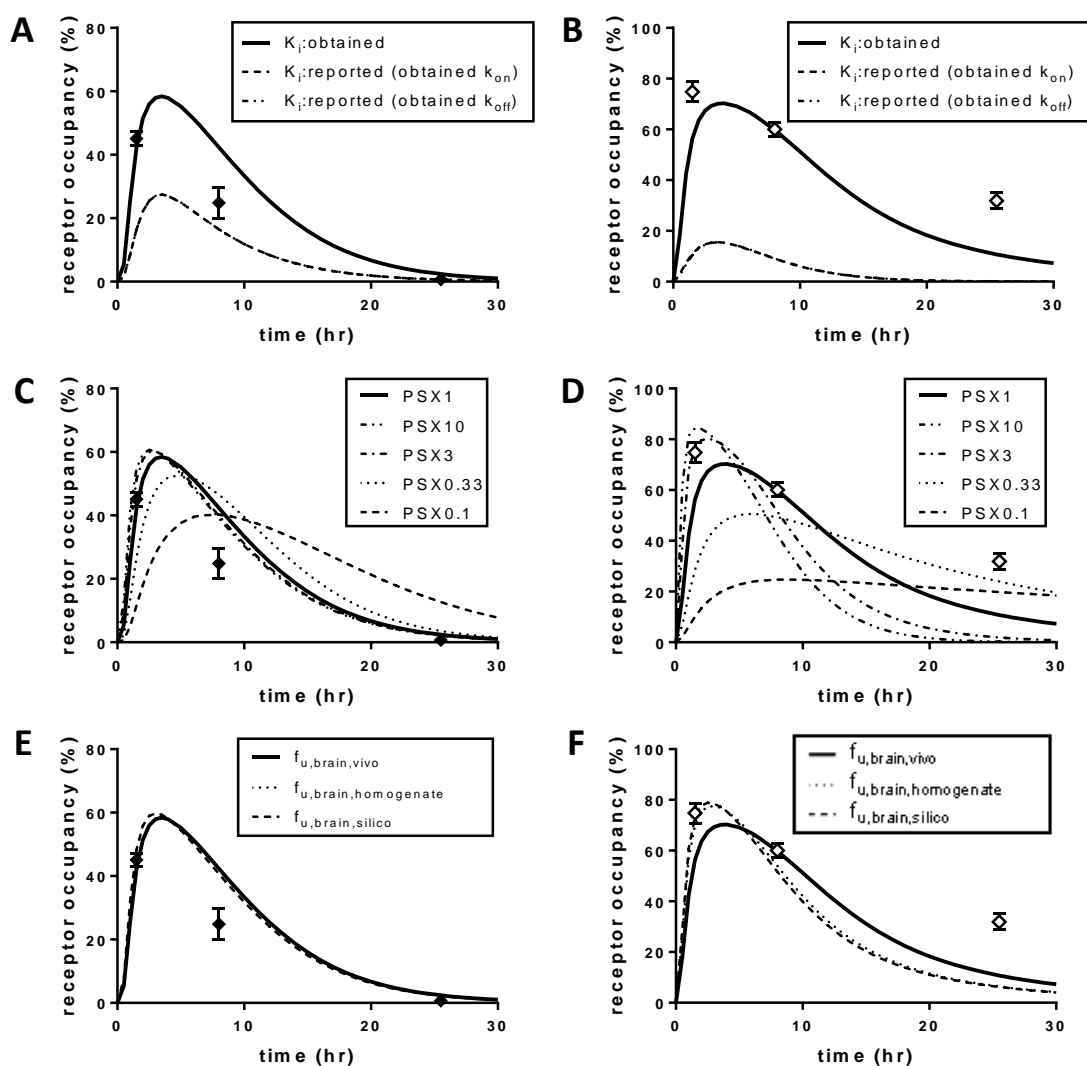 A
receptor occupancy (%)
80
60
40
20
0
0 10 20 30
time (hr)
Ki:obtained
Ki:reported (obtained kon)
Ki:reported (obtained koff)
B
receptor occupancy (%)
100
80
60
40
20
0
0 10 20 30
time (hr)
Ki:obtained
Ki:reported (obtained kon)
Ki:reported (obtained koff)
C
receptor occupancy (%)
80
60
40
20
0
0 10 20 30
time (hr)
PSX1
PSX10
PSX3
PSX0.33
PSX0.1
D
receptor occupancy (%)
100
80
60
40
20
0
0 10 20 30
time (hr)
PSX1
PSX10
PSX3
PSX0.33
PSX0.1
E
receptor occupancy (%)
80
60
40
20
0
0 10 20 30
time (hr)
fu,brain,vivo
fu,brain,homogenate
fu,brain,silico
F
receptor occupancy (%)
100
80
60
40
20
0
0 10 20 30
time (hr)
fu,brain,vivo
fu,brain,homogenate
fu,brain,silico